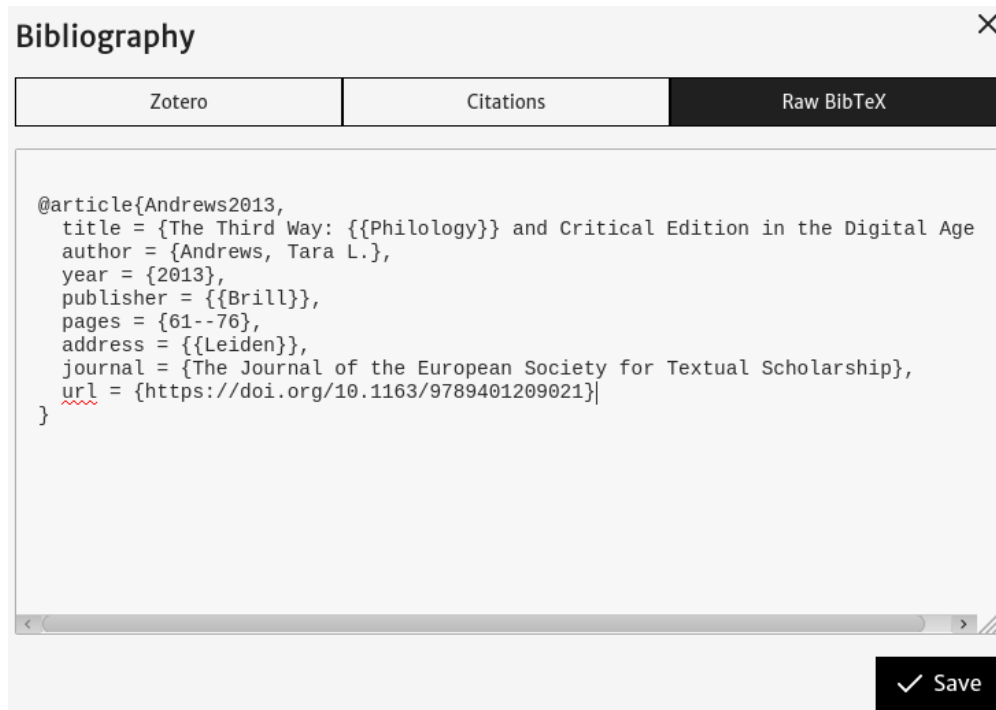 Bibliography
Zotero
Citations
Raw BibTeX
@article{Andrews2013,
  title = {The Third Way: {{Philology}} and Critical Edition in the Digital Age
  author = {Andrews, Tara L.},
  year = {2013},
  publisher = {{Brill}},
  pages = {61--76},
  address = {{Leiden}},
  journal = {The Journal of the European Society for Textual Scholarship},
  url = {https://doi.org/10.1163/9789401209021}
}
Save